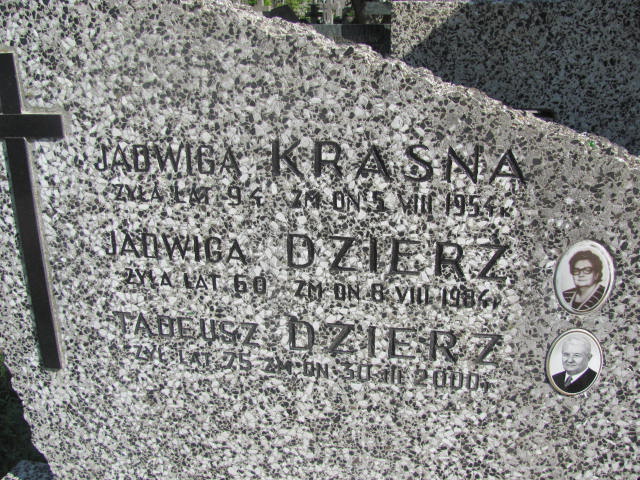 JADWIGA KRASNA
ŻYŁA LAT 94 ZM DN 5 VIII 1954 r.
JADWIGA DZIERZ
ŻYŁA LAT 60 ZM DN 8 VIII 1984 r.
TADEUSZ DZIERZ
ŻYŁ LAT 75 ZM. DN. 30 III 2000 r.